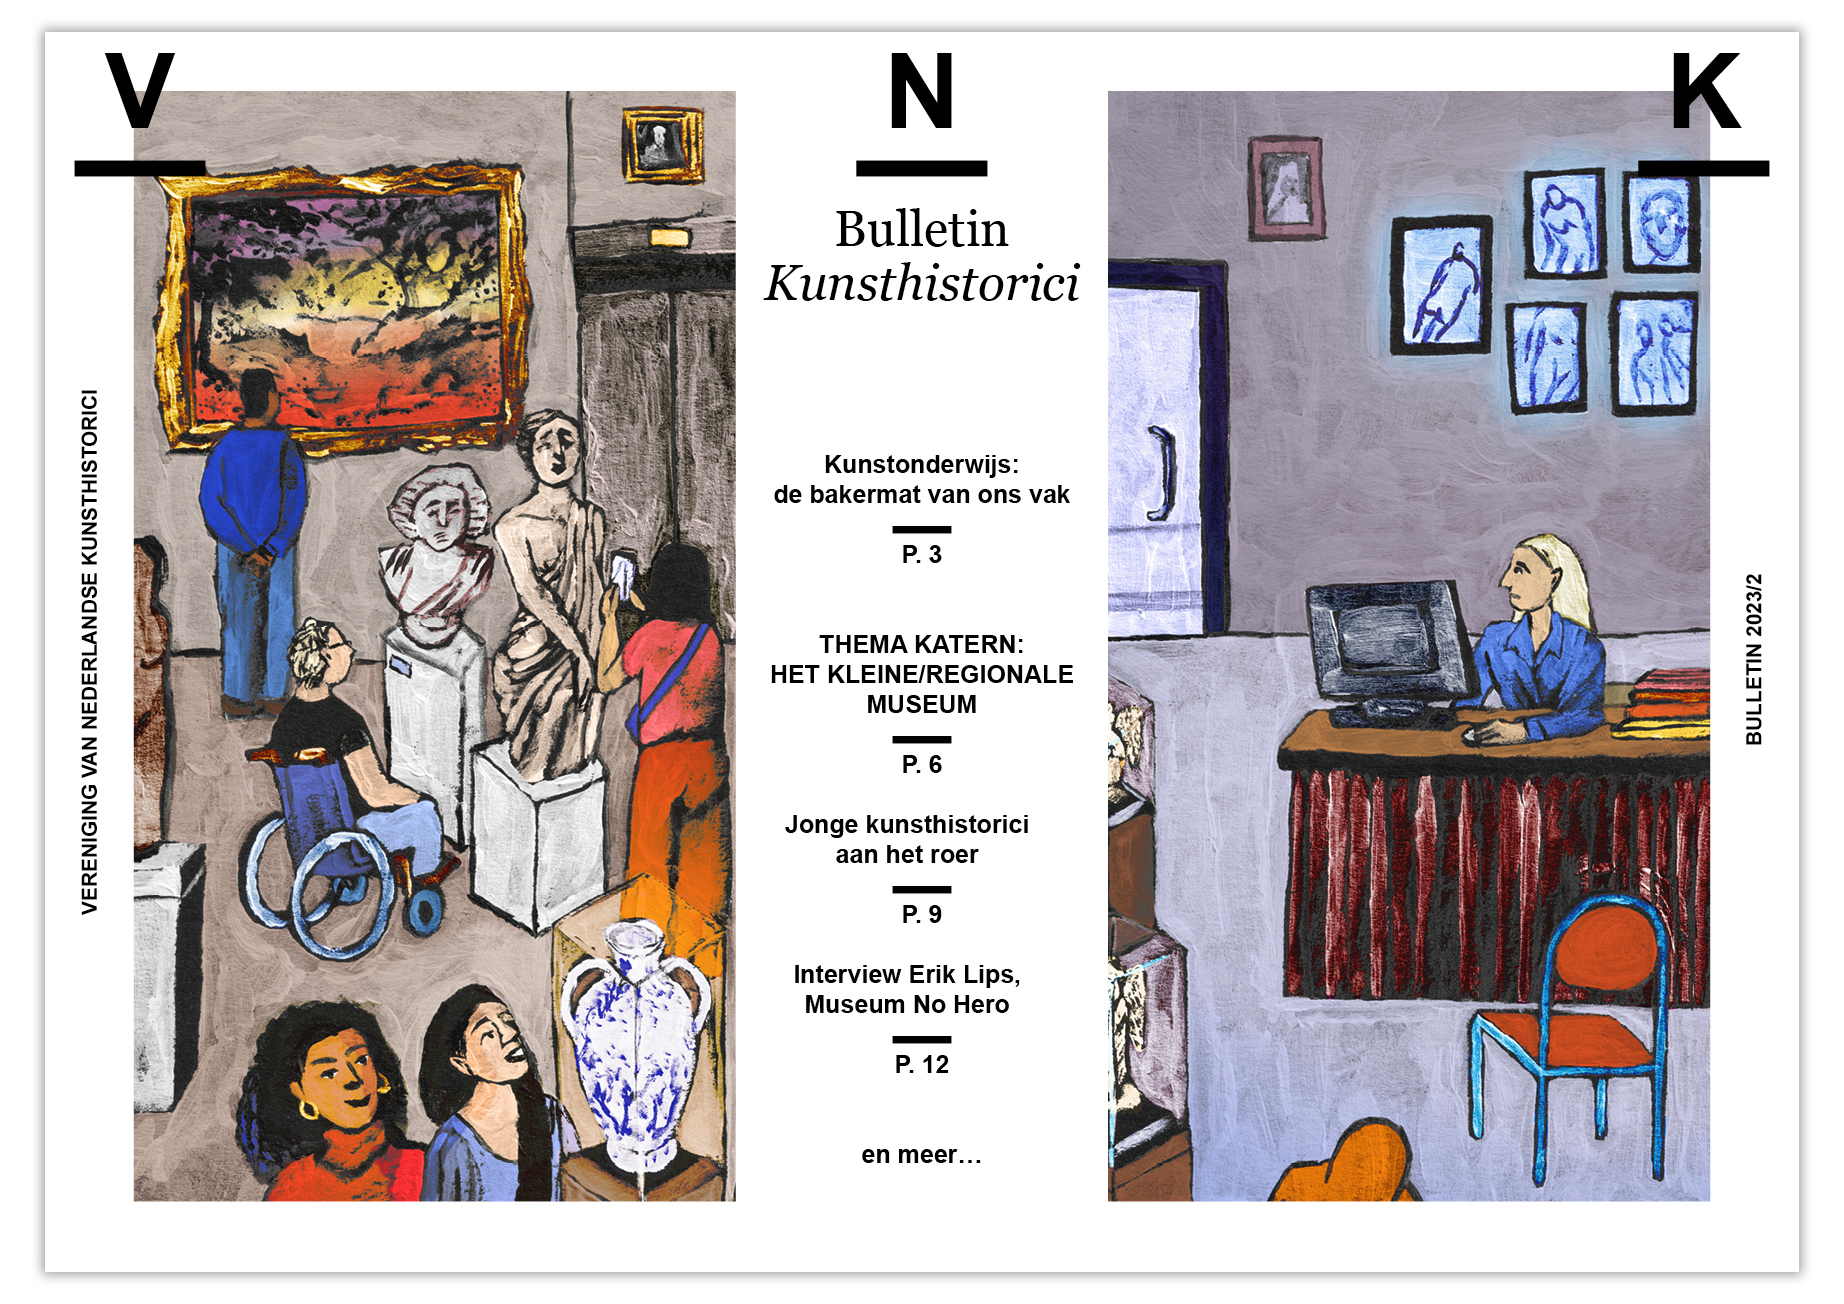 V N K
Bulletin
Kunsthistorici
Kunstonderwijs:
de bakermat van ons vak
P. 3
THEMA KATERN:
HET KLEINE/REGIONALE
MUSEUM
P. 6
Jonge kunsthistorici
aan het roer
P. 9
Interview Erik Lips,
Museum No Hero
P. 12
en meer…
VERENIGING VAN NEDERLANDSE KUNSTHISTORICI
BULLETIN 2023/2